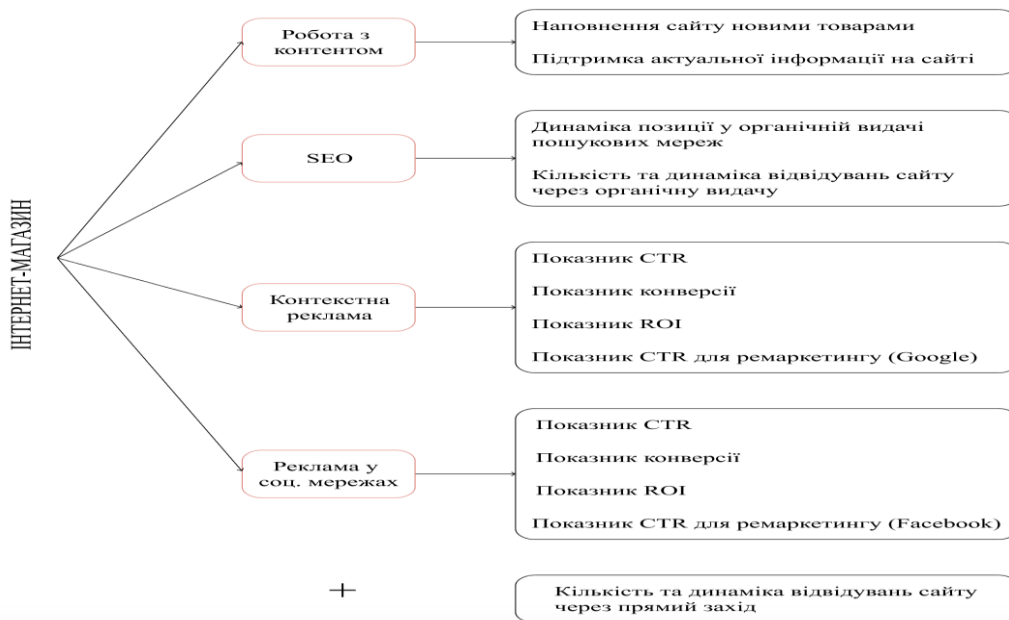 ІНТЕРНЕТ-МАГАЗИН
Робота з
контентом
Наповнення сайту новими товарами
Підтримка актуальної інформації на сайті
SEO
Динаміка позиції у органічній видачі
пошукових мереж
Кількість та динаміка відвідувань сайту
через органічну видачу
Контекстна
реклама
Показник CTR
Показник конверсії
Показник ROI
Показник CTR для ремаркетингу (Google)
Реклама у
соц. мережах
Показник CTR
Показник конверсії
Показник ROI
Показник CTR для ремаркетингу (Facebook)
+
Кількість та динаміка відвідувань сайту
через прямий захід